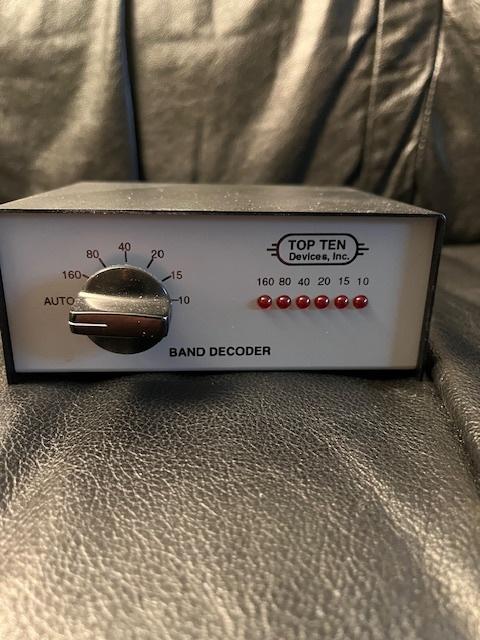 TOP TEN
Devices, Inc.
160 80 40 20 15 10
40
80 20
160 15
AUTO 10
BAND DECODER